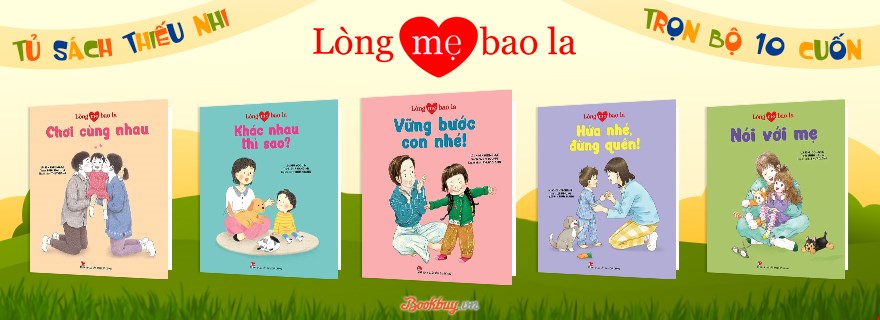 TỦ SÁCH THIẾU NHI
Lòng mẹ bao la
TRỌN BỘ 10 CUỐN
Lòng mẹ bao la
Chơi cùng nhau
Lòng mẹ bao la
Khác nhau
thì sao?
Lòng mẹ bao la
Vững bước
con nhé!
Lòng mẹ bao la
Hứa nhé,
đừng quên!
Lòng mẹ bao la
Nói với mẹ
Bookbuy.vn